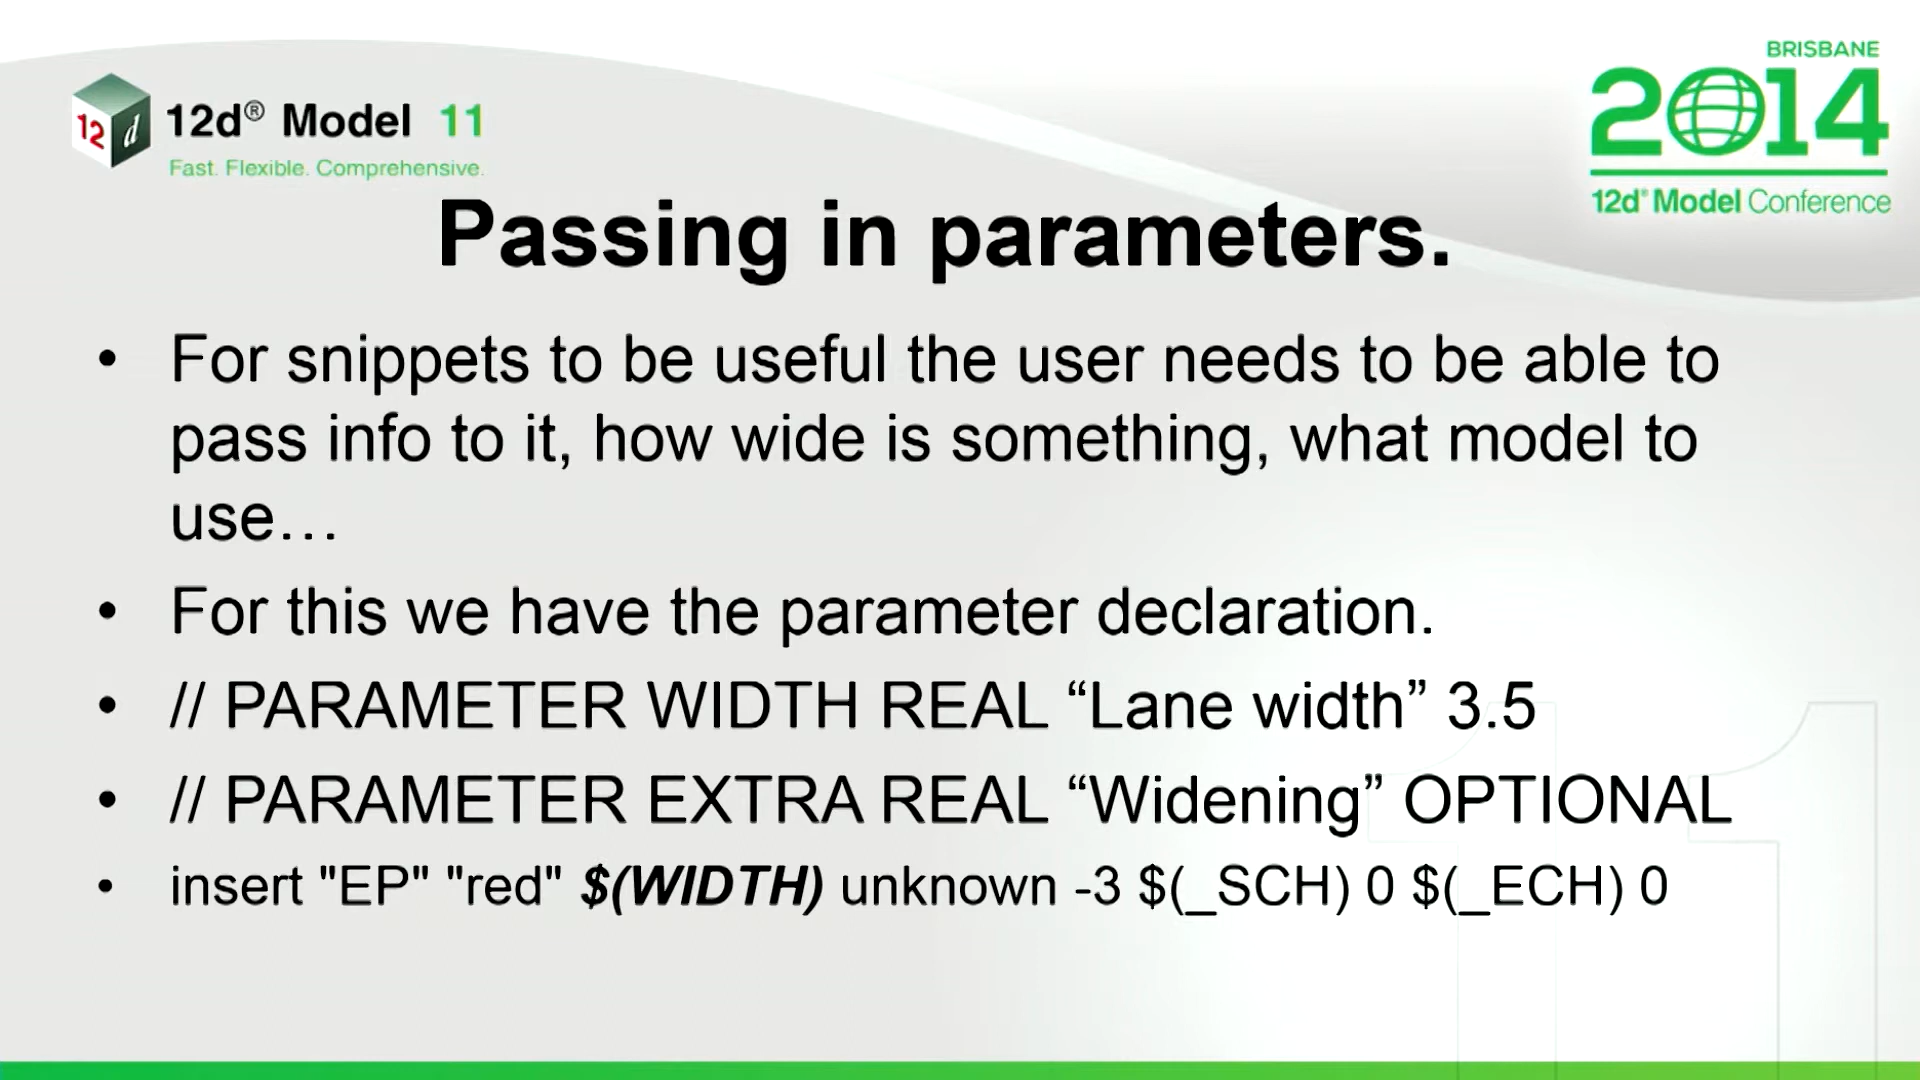 BRISBANE
2014
12d® Model Conference
12d
12d® Model 11
Fast. Flexible. Comprehensive.
Passing in parameters.
• For snippets to be useful the user needs to be able to
pass info to it, how wide is something, what model to
use…
• For this we have the parameter declaration.
• // PARAMETER WIDTH REAL “Lane width” 3.5
• // PARAMETER EXTRA REAL “Widening” OPTIONAL
• insert "EP" "red" $(WIDTH) unknown -3 $(_SCH) 0 $(_ECH) 0
11